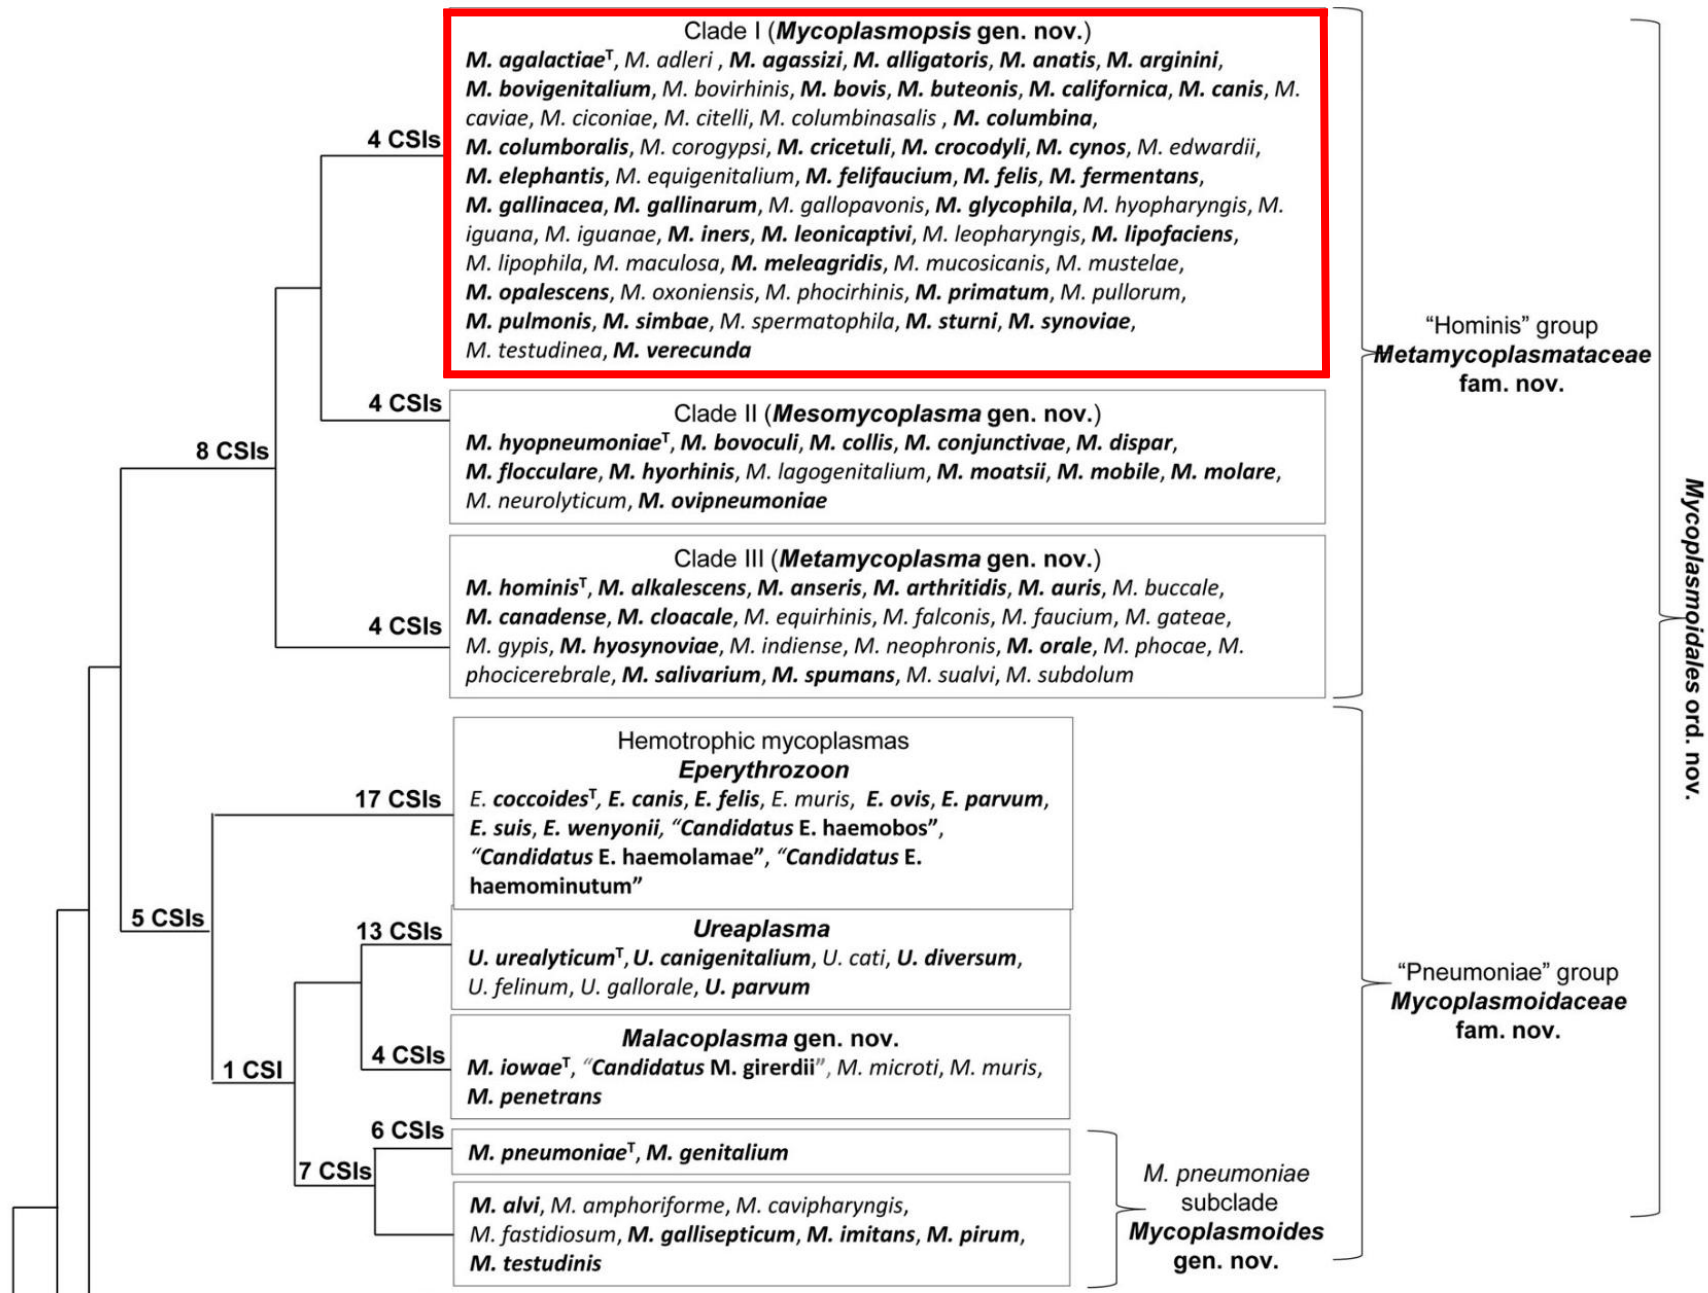 Clade I (Mycoplasmopsis gen. nov.)
M. agalactiaeᵀ, M. adleri , M. agassizi, M. alligatoris, M. anatis, M. arginini,
M. bovigenitalium, M. bovirhinis, M. bovis, M. buteonis, M. californica, M. canis, M.
caviae, M. ciconiae, M. citelli, M. columbinasalis , M. columbina,
M. columboralis, M. corogypsi, M. cricetuli, M. crocodyli, M. cynos, M. edwardii,
M. elephantis, M. equigenitalium, M. felifaucium, M. felis, M. fermentans,
M. gallinacea, M. gallinarum, M. gallopavonis, M. glycophila, M. hyopharyngis, M.
iguana, M. iguanae, M. iners, M. leonicaptivi, M. leopharyngis, M. lipofaciens,
M. lipophila, M. maculosa, M. meleagridis, M. mucosicanis, M. mustelae,
M. opalescens, M. oxoniensis, M. phocirhinis, M. primatum, M. pullorum,
M. pulmonis, M. simbae, M. spermatophila, M. sturni, M. synoviae,
M. testudinea, M. verecunda
4 CSIs
Clade II (Mesomycoplasma gen. nov.)
M. hyopneumoniaeᵀ, M. bovoculi, M. collis, M. conjunctivae, M. dispar,
M. flocculare, M. hyorhinis, M. lagogenitalium, M. moatsii, M. mobile, M. molare,
M. neurolyticum, M. ovipneumoniae
4 CSIs
8 CSIs
Clade III (Metamycoplasma gen. nov.)
M. hominisᵀ, M. alkalescens, M. anseris, M. arthritidis, M. auris, M. buccale,
M. canadense, M. cloacale, M. equirhinis, M. falconis, M. faucium, M. gateae,
M. gypis, M. hyosynoviae, M. indiense, M. neophronis, M. orale, M. phocae, M.
phocicerebrale, M. salivarium, M. spumans, M. sualvi, M. subdolum
4 CSIs
"Hominis" group
Metamycoplasmataceae
fam. nov.
Hemotrophic mycoplasmas
Eperythrozoon
E. coccoidesᵀ, E. canis, E. felis, E. muris, E. ovis, E. parvum,
E. suis, E. wenyonii, "Candidatus E. haemobos",
"Candidatus E. haemolamae", "Candidatus E.
haemominutum"
17 CSIs
5 CSIs
Ureaplasma
U. urealyticumᵀ, U. canigenitalium, U. cati, U. diversum,
U. felinum, U. gallorale, U. parvum
13 CSIs
Malacoplasma gen. nov.
M. iowaeᵀ, "Candidatus M. girerdii", M. microti, M. muris,
M. penetrans
4 CSIs
1 CSI
M. pneumoniaeᵀ, M. genitalium
6 CSIs
7 CSIs
M. alvi, M. amphoriforme, M. cavipharyngis,
M. fastidiosum, M. gallisepticum, M. imitans, M. pirum,
M. testudinis
M. pneumoniae
subclade
Mycoplasmoides
gen. nov.
"Pneumoniae" group
Mycoplasmoidaceae
fam. nov.
Mycoplasmoidales ord. nov.